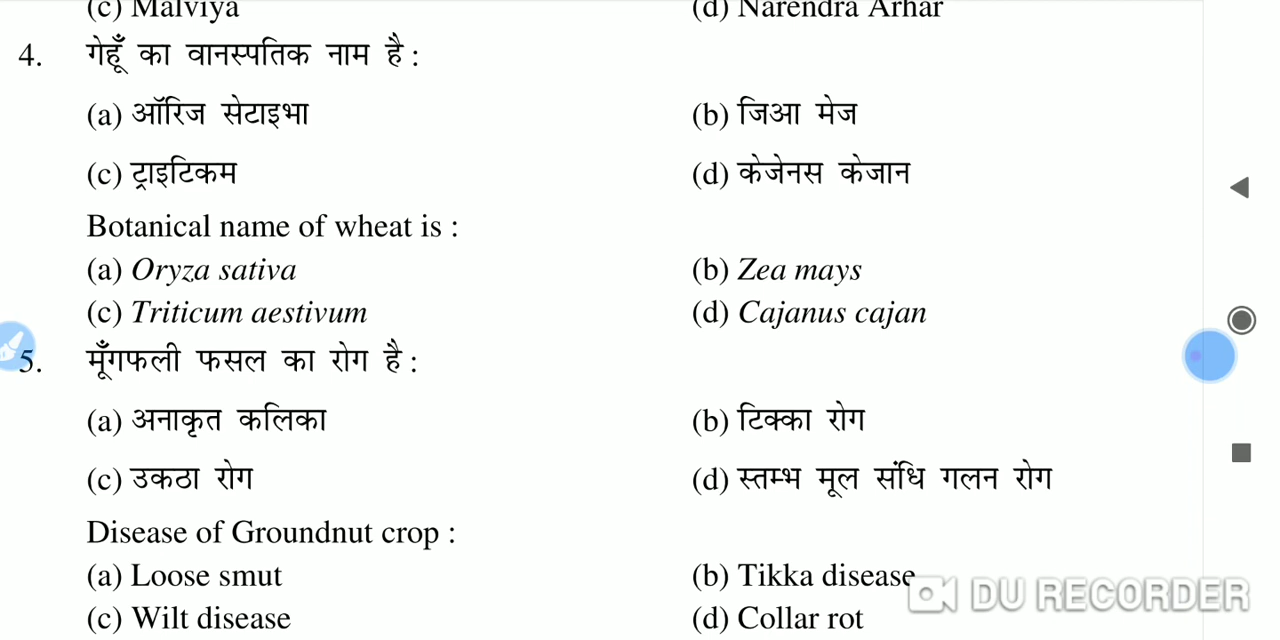 (c) Malviya (d) Narendra Arhar
4. गेहूँ का वानस्पतिक नाम है :
(a) ऑरिज सेटाइभा (b) जिआ मेज
(c) ट्राइटिकम (d) केजेनस केजान
Botanical name of wheat is :
(a) Oryza sativa (b) Zea mays
(c) Triticum aestivum (d) Cajanus cajan
5. मूँगफली फसल का रोग है :
(a) अनाकृत कलिका (b) टिक्का रोग
(c) उकठा रोग (d) स्तम्भ मूल संधि गलन रोग
Disease of Groundnut crop :
(a) Loose smut (b) Tikka disease
(c) Wilt disease (d) Collar rot
DU RECORDER